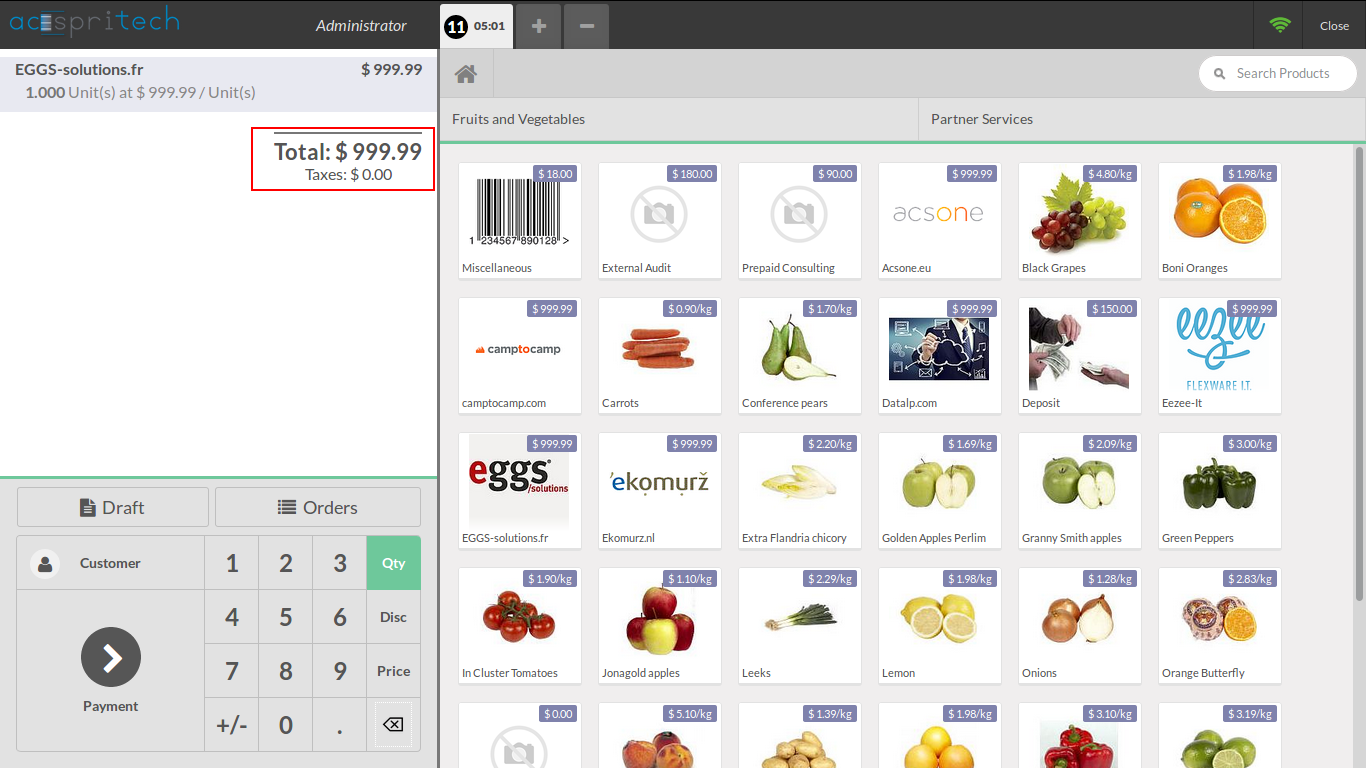 acespritech
Administrator
11 05:01
+
−
Close
EGGS-solutions.fr $ 999.99
1.000 Unit(s) at $ 999.99 / Unit(s)
Total: $ 999.99
Taxes: $ 0.00
Draft
Orders
Customer
1 2 3 Qty
4 5 6 Disc
7 8 9 Price
+/- 0 .
Payment
Search Products
Fruits and Vegetables
Partner Services
$ 18.00
1 234567 890128 >
Miscellaneous
$ 180.00
External Audit
$ 90.00
Prepaid Consulting
$ 999.99
acsone
Acsone.eu
$ 4.80/kg
Black Grapes
$ 1.98/kg
Boni Oranges
$ 999.99
camptocamp
camptocamp.com
$ 0.90/kg
Carrots
$ 1.70/kg
Conference pears
$ 999.99
Datalp.com
$ 150.00
Deposit
$ 999.99
eezee
FLEXWARE I.T.
Eezee-It
$ 999.99
eggs
/solutions
EGGS-solutions.fr
$ 999.99
'ekomurž
Ekomurz.nl
$ 2.20/kg
Extra Flandria chicory
$ 1.69/kg
Golden Apples Perlim
$ 2.09/kg
Granny Smith apples
$ 3.00/kg
Green Peppers
$ 1.90/kg
In Cluster Tomatoes
$ 1.10/kg
Jonagold apples
$ 2.29/kg
Leeks
$ 1.98/kg
Lemon
$ 1.28/kg
Onions
$ 2.83/kg
Orange Butterfly
$ 0.00
$ 5.10/kg
$ 1.39/kg
$ 1.98/kg
$ 3.10/kg
$ 3.19/kg